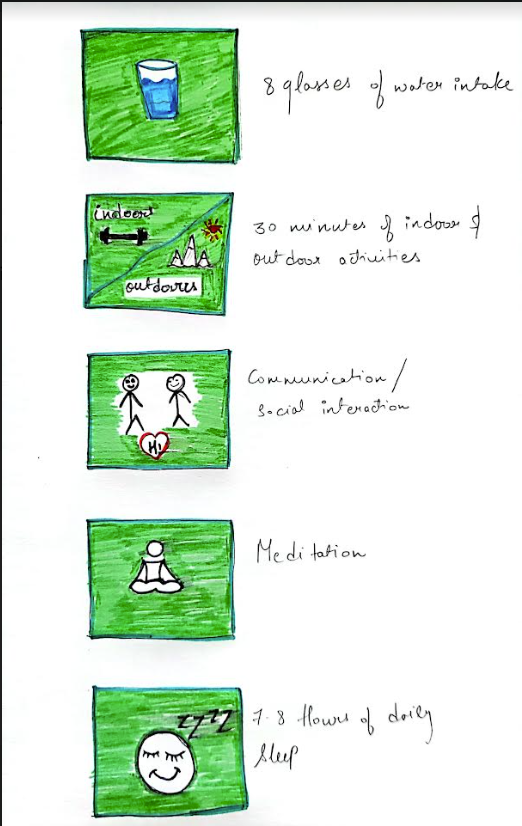 8 glasses of water intake
indoors
outdoors
30 minutes of indoor &
outdoor activities
Communication/
social interaction
Hi
Meditation
zzzz
7-8 Hours of daily
sleep